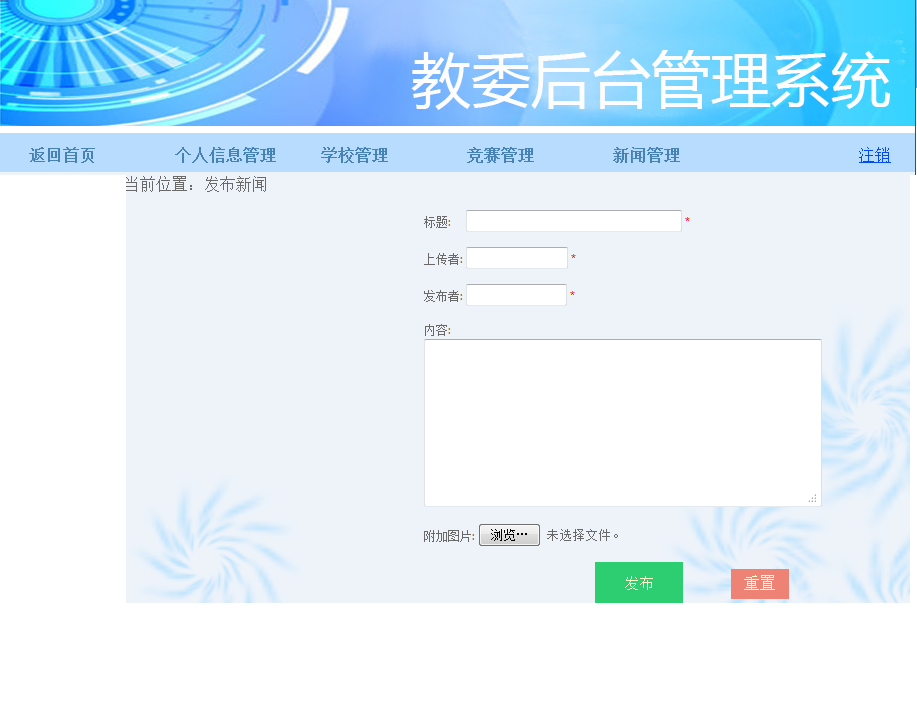 教委后台管理系统
返回首页 个人信息管理 学校管理 竞赛管理 新闻管理 注销
当前位置：发布新闻
标题: *
上传者: *
发布者: *
内容:
附加图片: 浏览… 未选择文件。
发布 重置